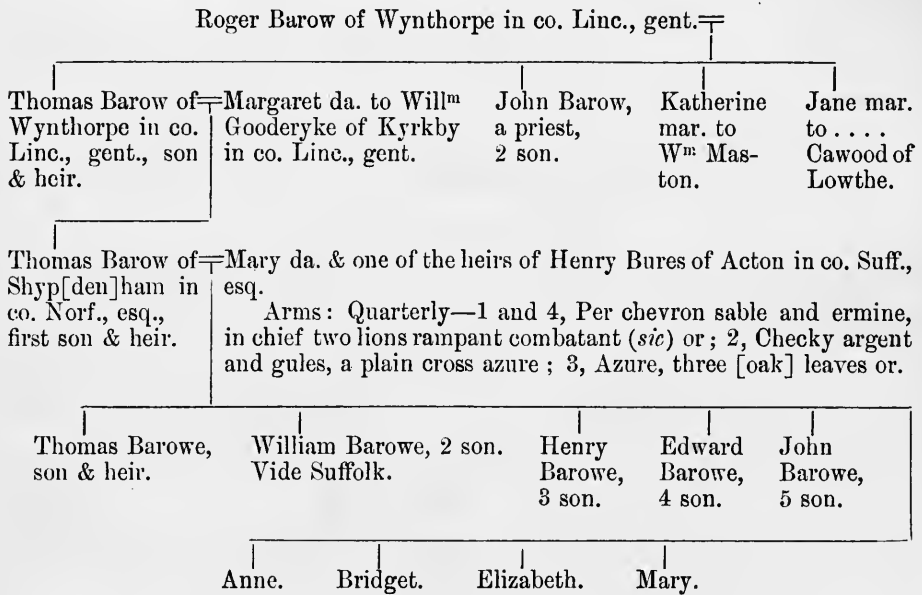 Roger Barow of Wynthorpe in co. Linc., gent.
Thomas Barow of
Wynthorpe in co.
Linc., gent., son
& heir.
Margaret da. to Willm
Gooderyke of Kyrkby
in co. Linc., gent.
John Barow,
a priest,
2 son.
Katherine
mar. to
Wm Mas-
ton.
Jane mar.
to . . . .
Cawood of
Lowthe.
Thomas Barow of
Shyp[den]ham in
co. Norf., esq.,
first son & heir.
Mary da. & one of the heirs of Henry Bures of Acton in co. Suff.,
esq.
Arms: Quarterly—1 and 4, Per chevron sable and ermine,
in chief two lions rampant combatant (sic) or; 2, Checky argent
and gules, a plain cross azure; 3, Azure, three [oak] leaves or.
Thomas Barowe,
son & heir.
William Barowe, 2 son.
Vide Suffolk.
Henry
Barowe,
3 son.
Edward
Barowe,
4 son.
John
Barowe,
5 son.
Anne.
Bridget.
Elizabeth.
Mary.